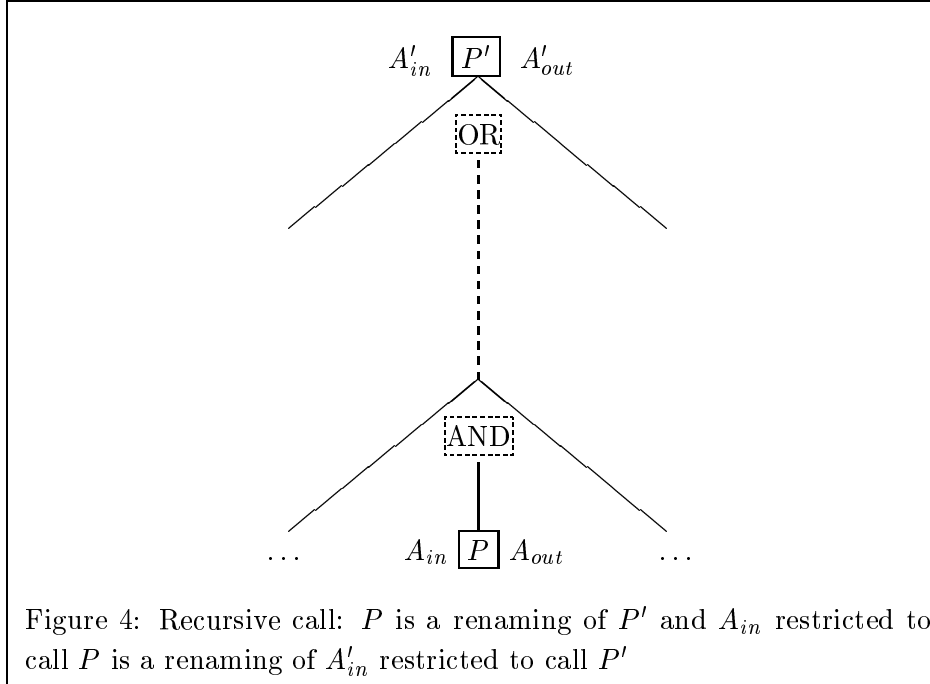 A′in P′ A′out
OR
AND
... Ain P Aout ...
Figure 4: Recursive call: P is a renaming of P′ and Ain restricted to
call P is a renaming of A′in restricted to call P′